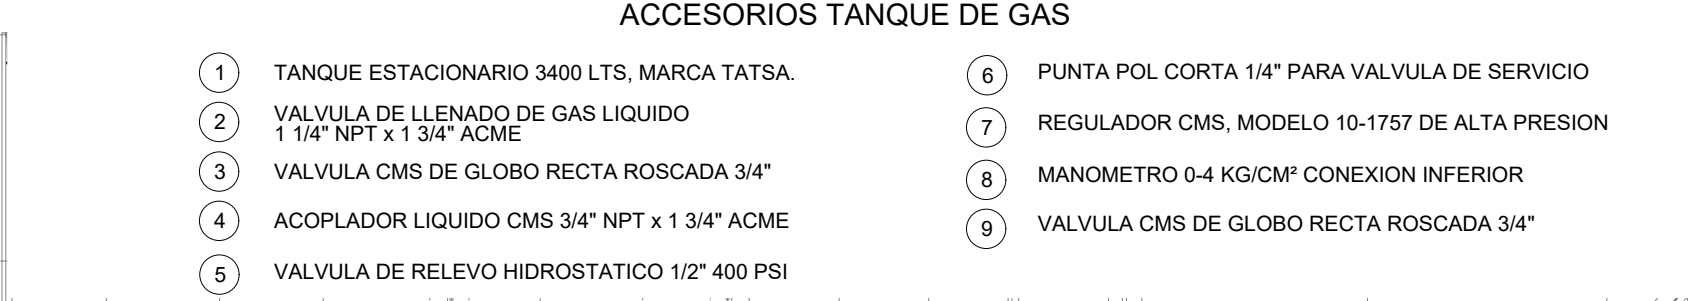 ACCESORIOS TANQUE DE GAS
1 TANQUE ESTACIONARIO 3400 LTS, MARCA TATSA.
2 VALVULA DE LLENADO DE GAS LIQUIDO
1 1/4" NPT x 1 3/4" ACME
3 VALVULA CMS DE GLOBO RECTA ROSCADA 3/4"
4 ACOPLADOR LIQUIDO CMS 3/4" NPT x 1 3/4" ACME
5 VALVULA DE RELEVO HIDROSTATICO 1/2" 400 PSI
6 PUNTA POL CORTA 1/4" PARA VALVULA DE SERVICIO
7 REGULADOR CMS, MODELO 10-1757 DE ALTA PRESION
8 MANOMETRO 0-4 KG/CM² CONEXION INFERIOR
9 VALVULA CMS DE GLOBO RECTA ROSCADA 3/4"